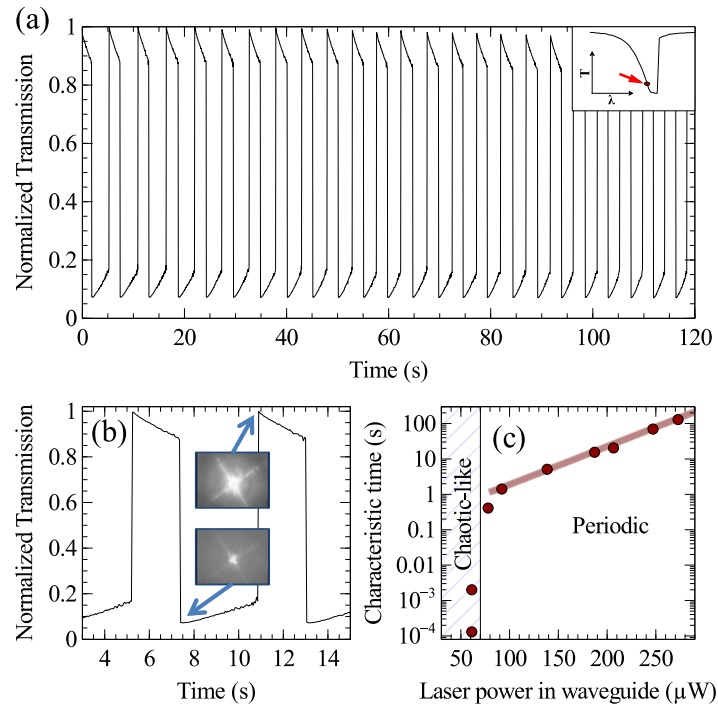 (a)
Normalized Transmission
1
0.8
0.6
0.4
0.2
0
0 20 40 60 80 100 120
Time (s)
T
λ
(b)
Normalized Transmission
1
0.8
0.6
0.4
0.2
0
4 6 8 10 12 14
Time (s)
(c)
Characteristic time (s)
100
10
1
0.1
10⁻²
10⁻³
10⁻⁴
Chaotic-like
Periodic
50 100 150 200 250
Laser power in waveguide (µW)